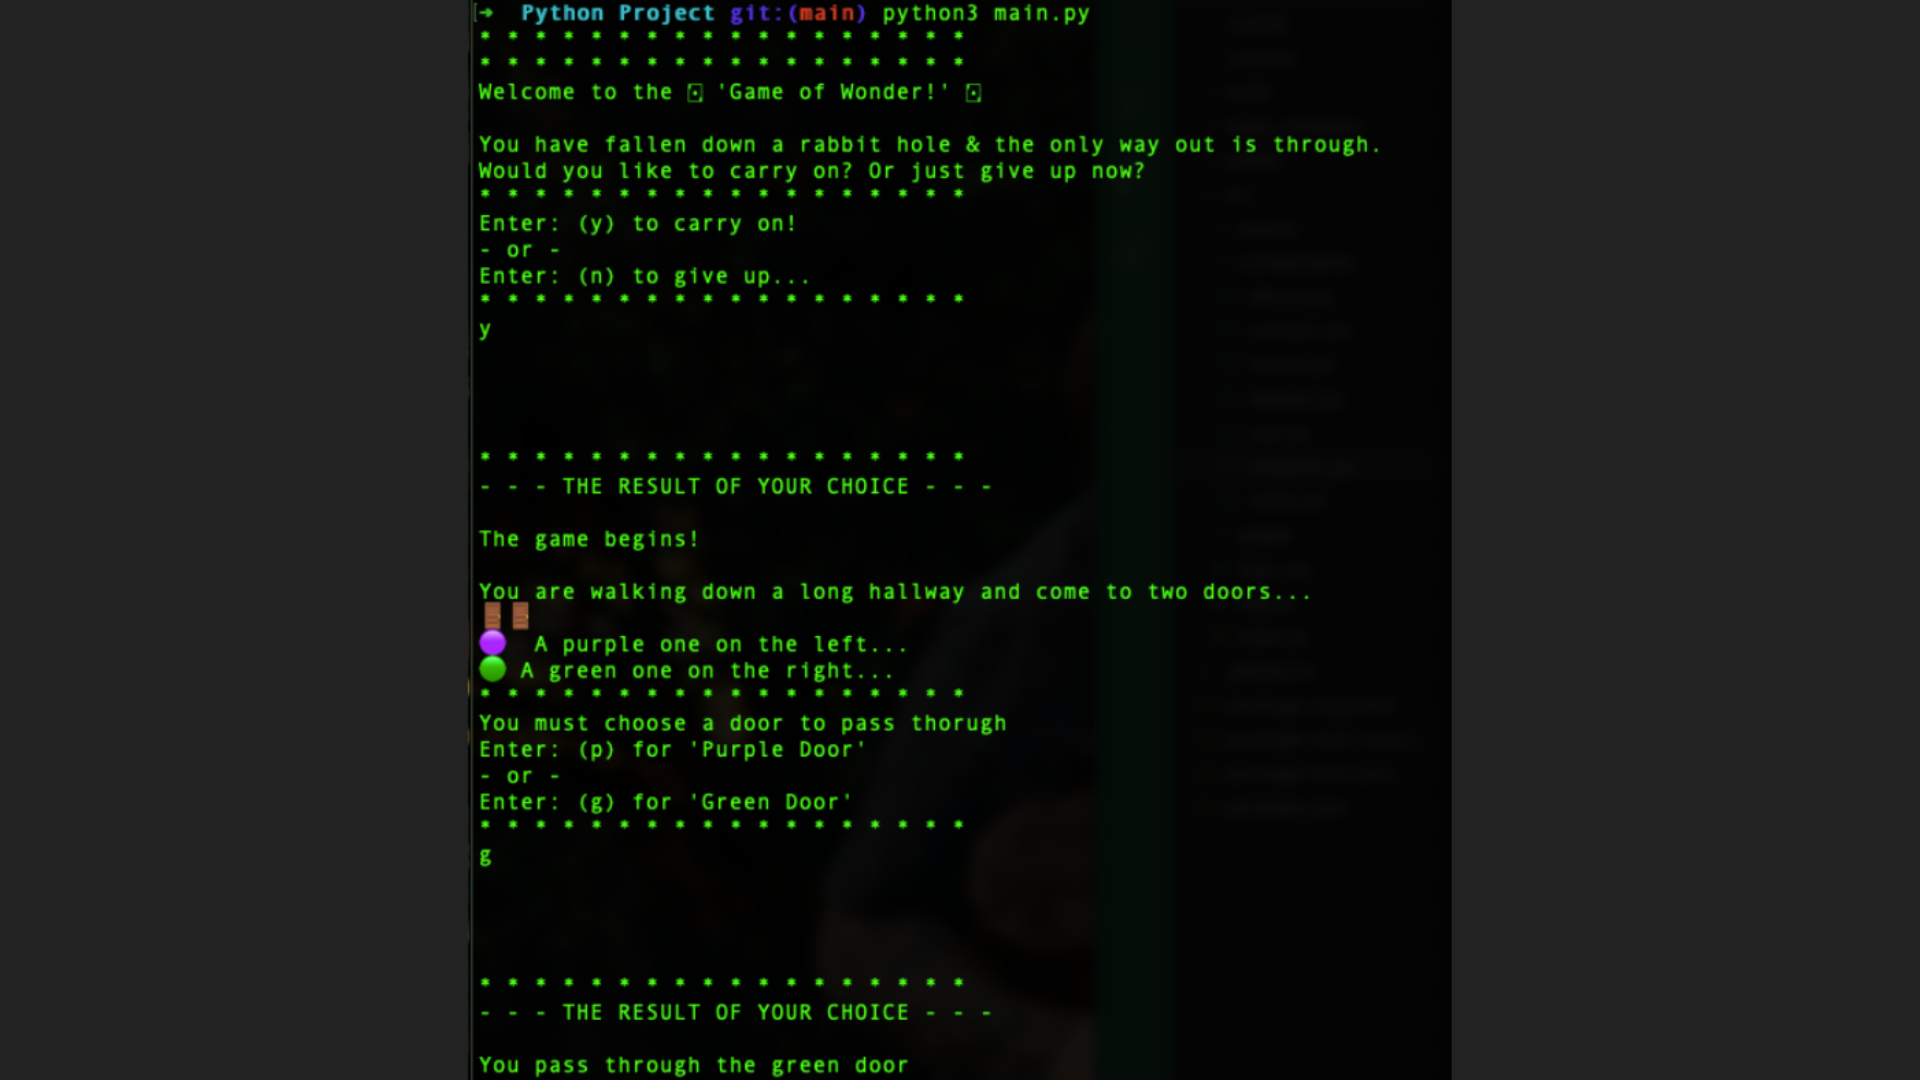 ➜ Python Project git:(main) python3 main.py
* * * * * * * * * * * * * * * * * *
* * * * * * * * * * * * * * * * * *
Welcome to the 'Game of Wonder!'
You have fallen down a rabbit hole & the only way out is through.
Would you like to carry on? Or just give up now?
* * * * * * * * * * * * * * * * * *
Enter: (y) to carry on!
- or -
Enter: (n) to give up...
* * * * * * * * * * * * * * * * * *
y
* * * * * * * * * * * * * * * * * *
- - - THE RESULT OF YOUR CHOICE - - -
The game begins!
You are walking down a long hallway and come to two doors...
🚪🚪
🟣 A purple one on the left...
🟢 A green one on the right...
* * * * * * * * * * * * * * * * * *
You must choose a door to pass thorugh
Enter: (p) for 'Purple Door'
- or -
Enter: (g) for 'Green Door'
* * * * * * * * * * * * * * * * * *
g
* * * * * * * * * * * * * * * * * *
- - - THE RESULT OF YOUR CHOICE - - -
You pass through the green door